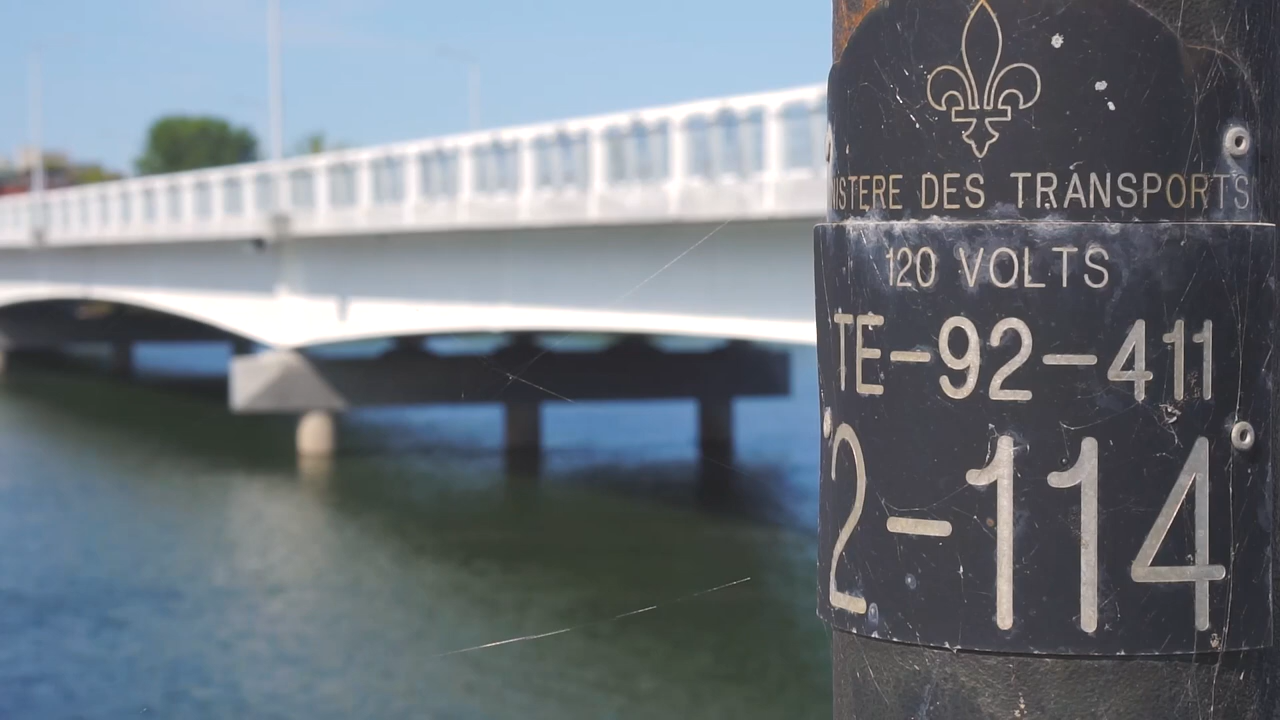 ISTERE DES TRANSPORTS
120 VOLTS
TE-92-411
2-114